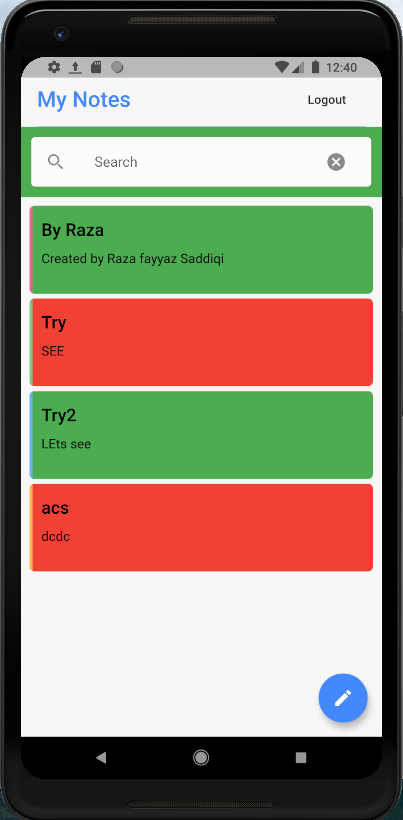 12:40
My Notes
Logout
Search
By Raza
Created by Raza fayyaz Saddiqi
Try
SEE
Try2
LEts see
acs
dcdc